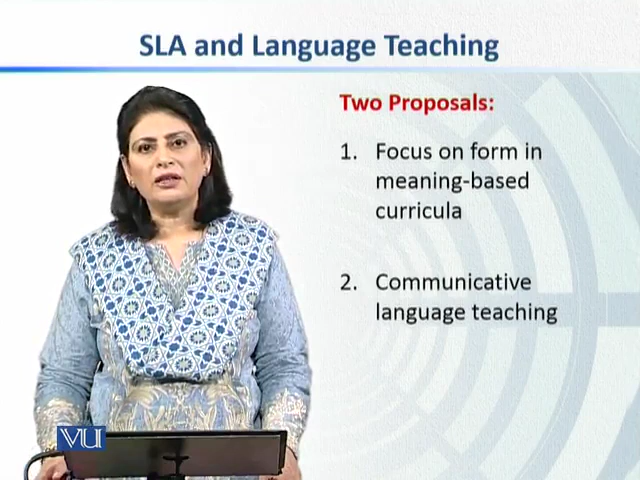 SLA and Language Teaching
Two Proposals:
1. Focus on form in
meaning-based
curricula
2. Communicative
language teaching
VU